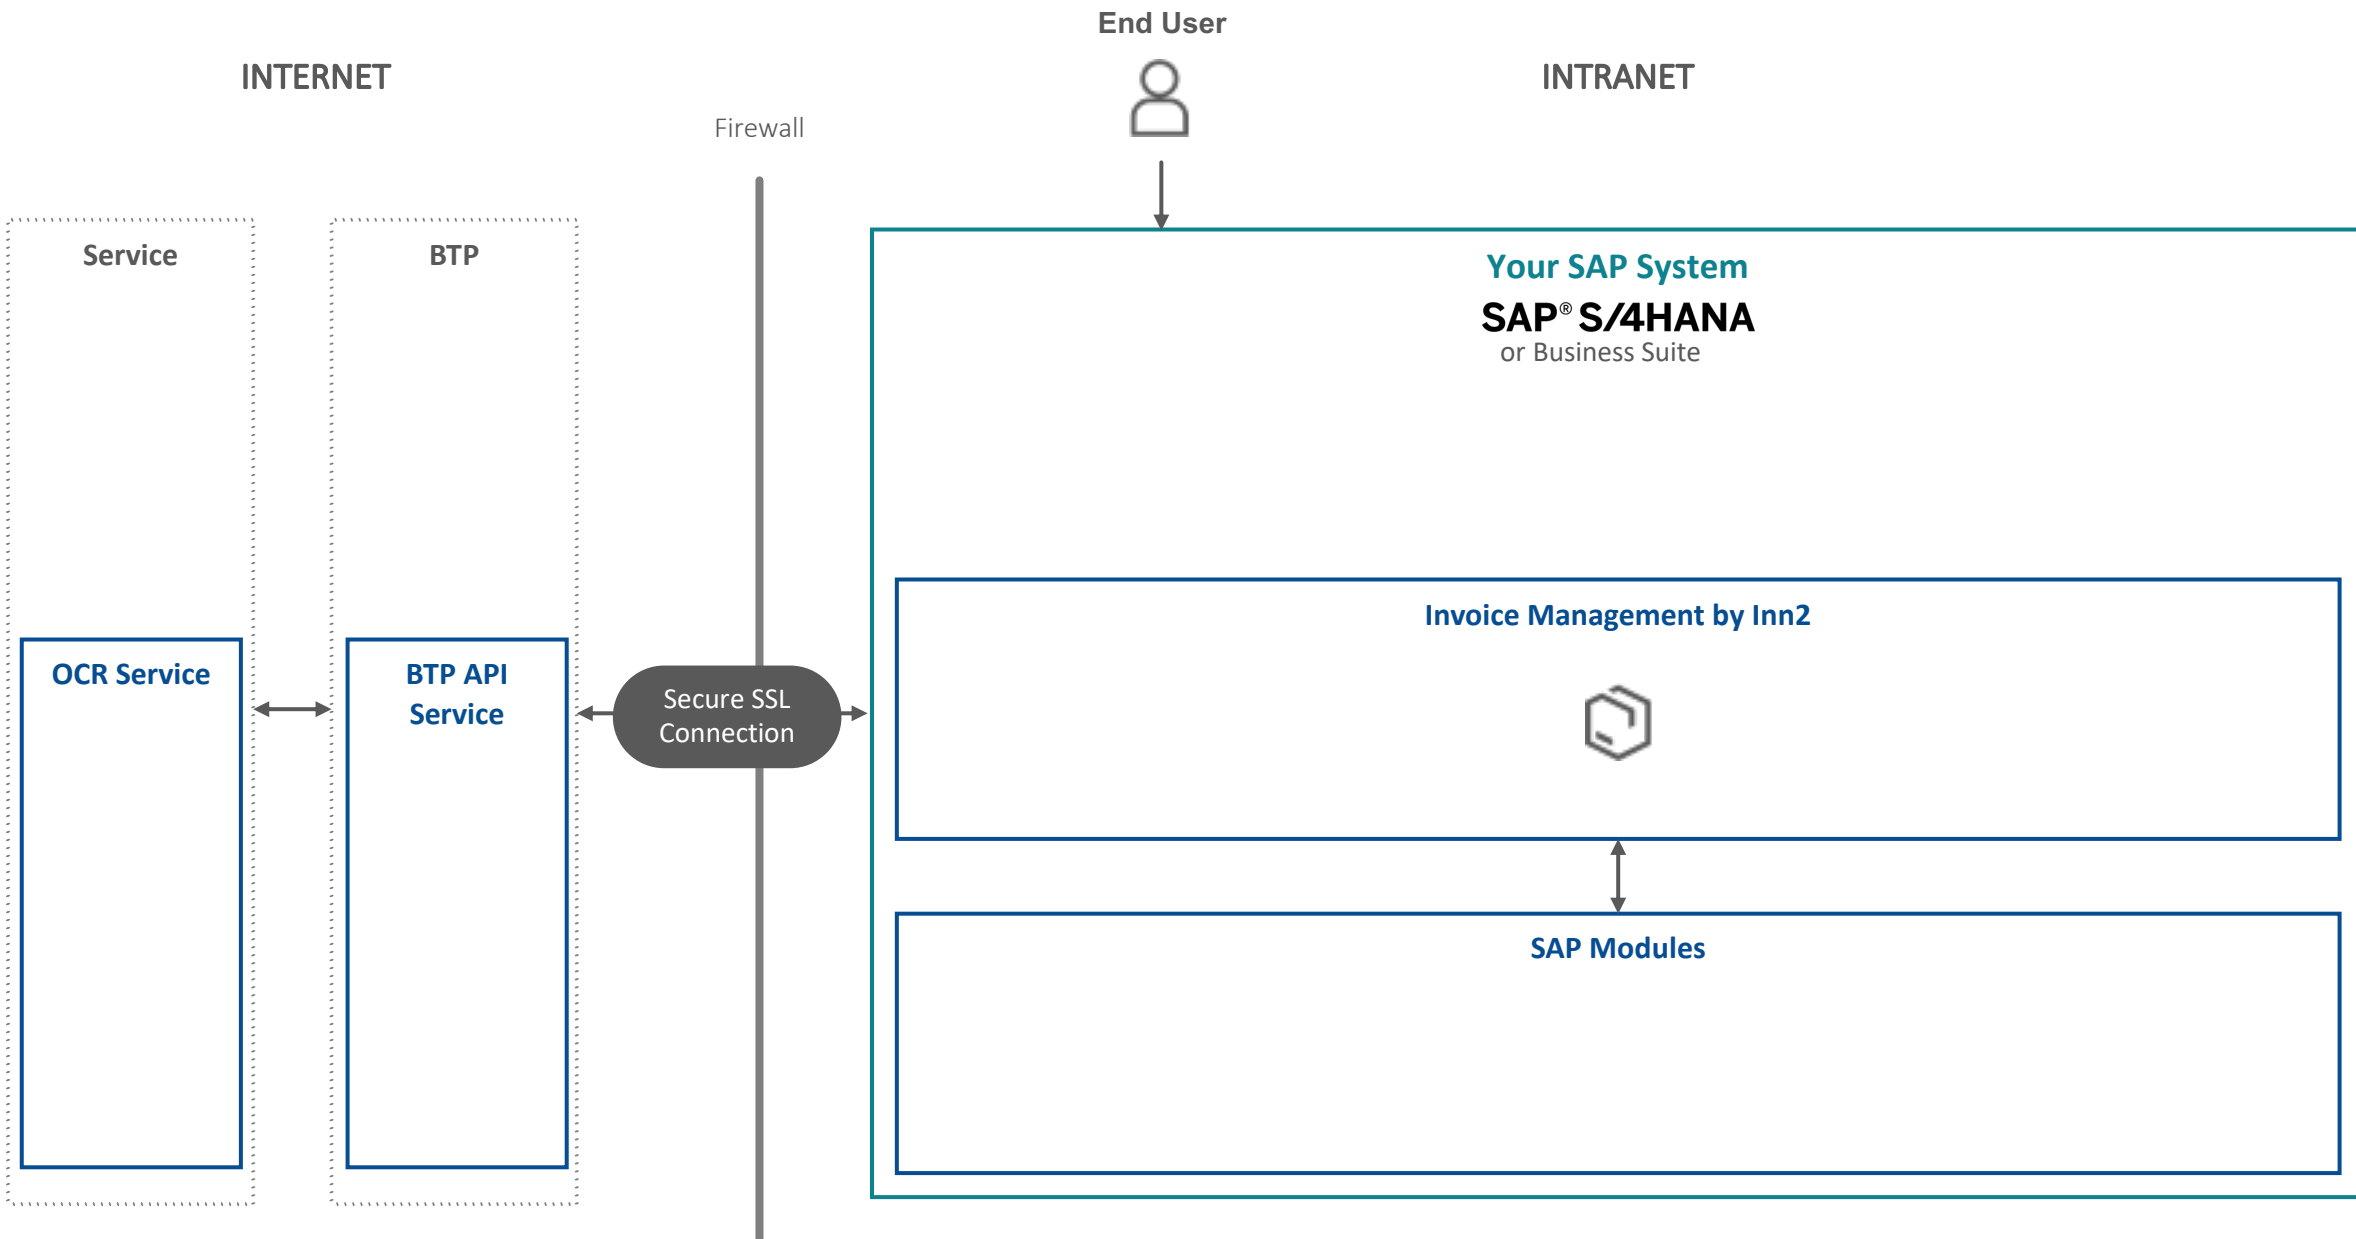 End User
INTERNET
INTRANET
Firewall
Service
BTP
Your SAP System
SAP® S/4HANA
or Business Suite
Invoice Management by Inn2
OCR Service
BTP API
Service
Secure SSL
Connection
SAP Modules